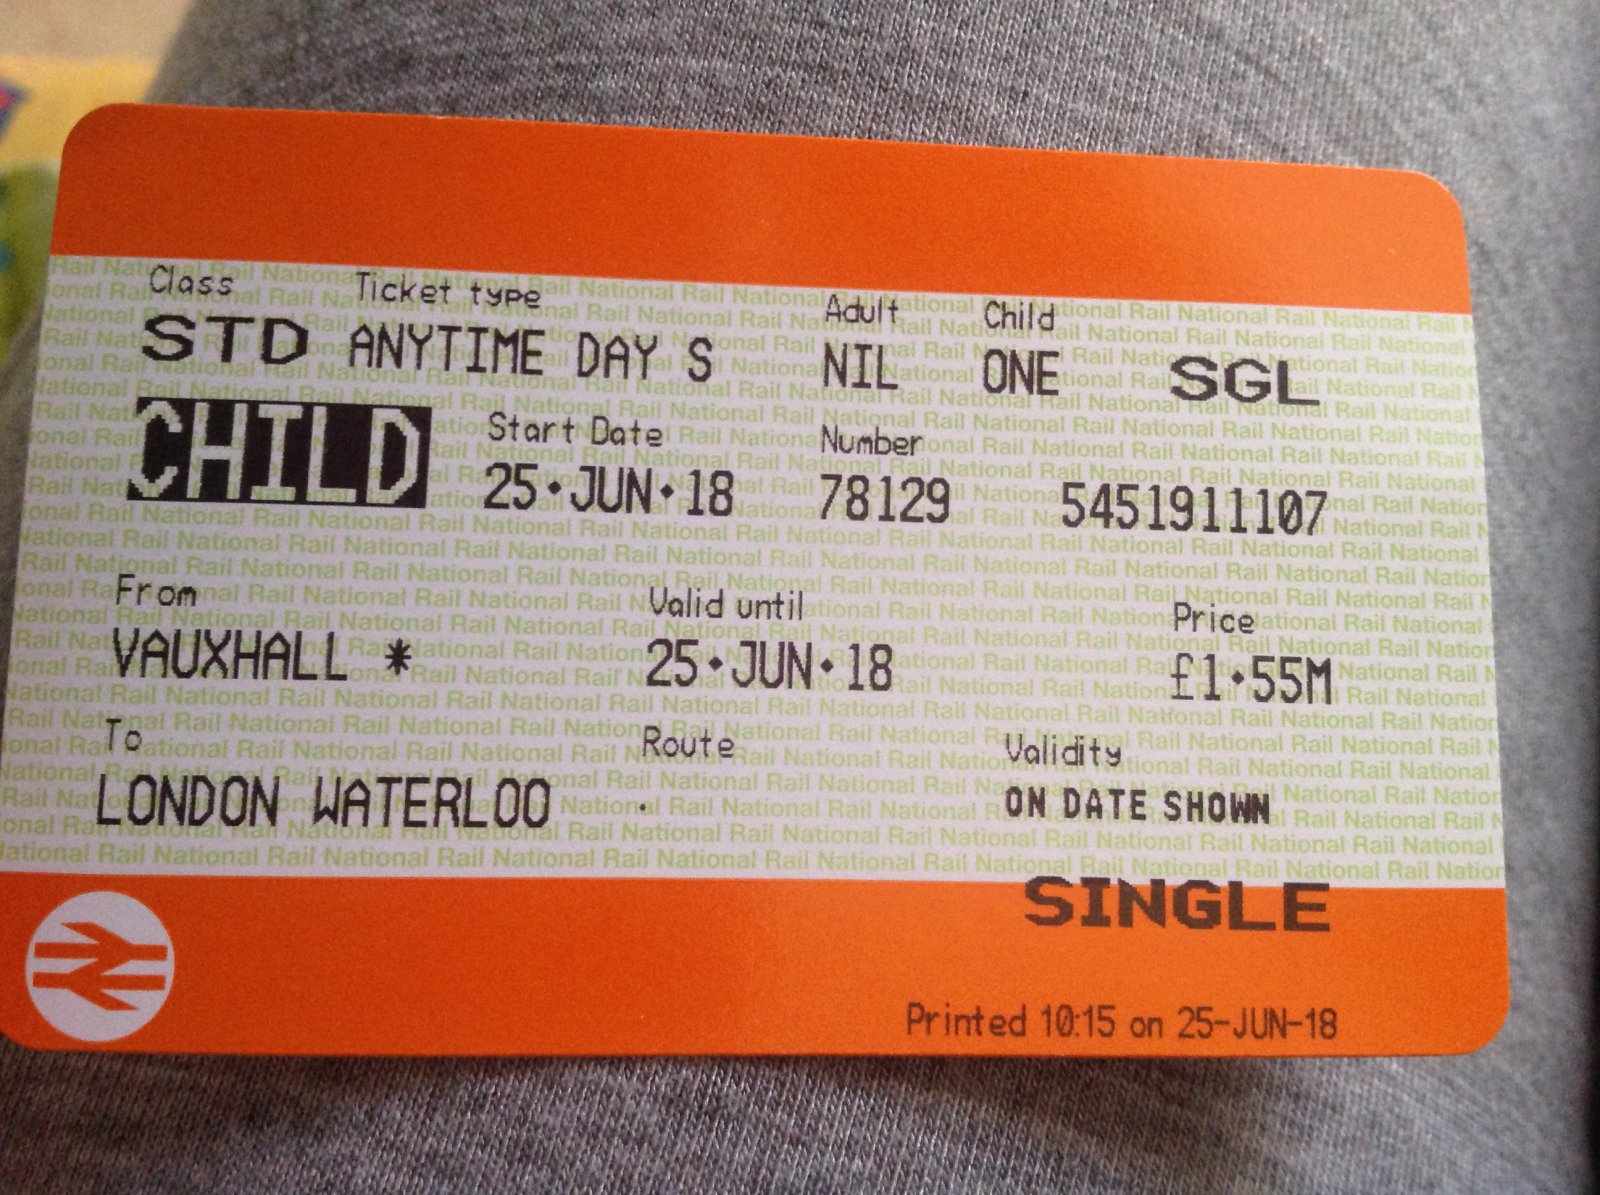 Class Ticket type Adult Child
STD ANYTIME DAY S NIL ONE SGL
CHILD Start Date Number
25·JUN·18 78129 5451911107
From Valid until Price
VAUXHALL * 25·JUN·18 £1·55M
To Route Validity
LONDON WATERLOO . ON DATE SHOWN
SINGLE
Printed 10:15 on 25-JUN-18